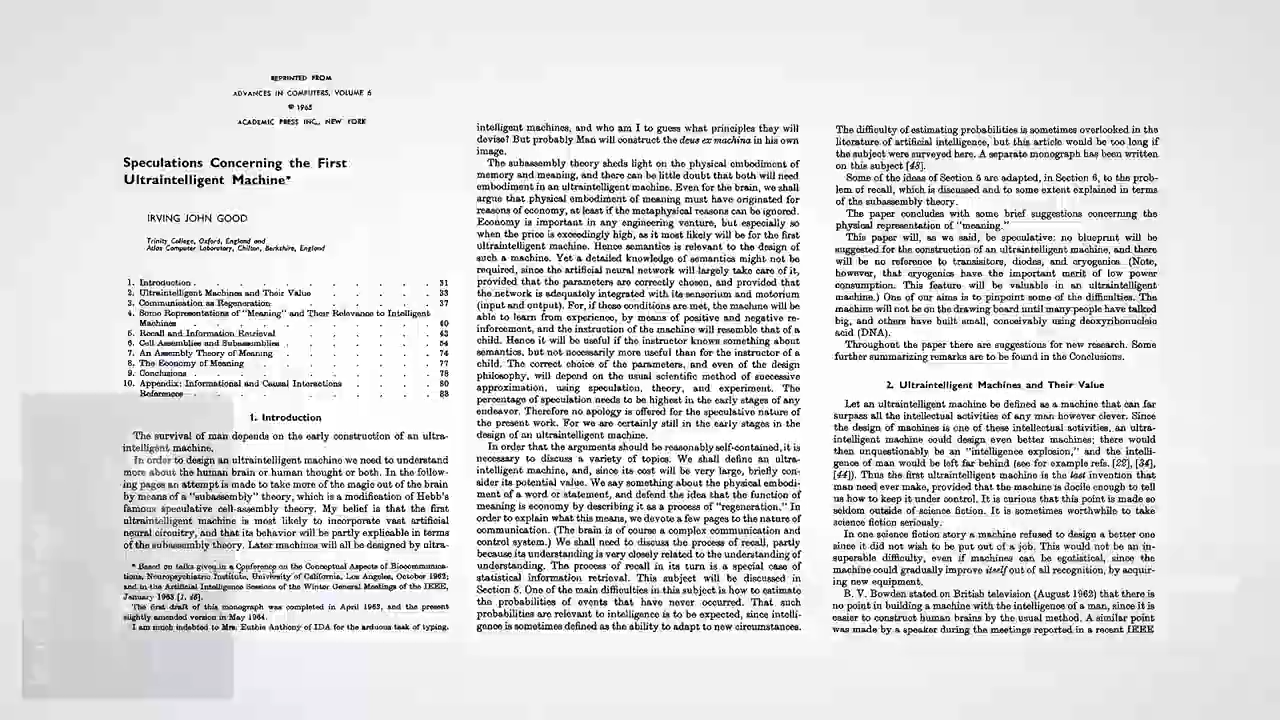 REPRINTED FROM
ADVANCES IN COMPUTERS, VOLUME 6
© 1965
ACADEMIC PRESS INC., NEW YORK
Speculations Concerning the First
Ultraintelligent Machine*
IRVING JOHN GOOD
Trinity College, Oxford, England and
Atlas Computer Laboratory, Chilton, Berkshire, England
1. Introduction . . . . . . . . . . 31
2. Ultraintelligent Machines and Their Value . . . . . 33
3. Communication as Regeneration . . . . . . . 37
4. Some Representations of "Meaning" and Their Relevance to Intelligent
Machines . . . . . . . . . . 40
5. Recall and Information Retrieval . . . . . . 43
6. Cell Assemblies and Subassemblies . . . . . . 54
7. An Assembly Theory of Meaning . . . . . . 74
8. The Economy of Meaning . . . . . . . 77
9. Conclusions . . . . . . . . . . 78
10. Appendix: Informational and Causal Interactions . . . . 80
References . . . . . . . . . . 83
1. Introduction
The survival of man depends on the early construction of an ultra-
intelligent machine.
In order to design an ultraintelligent machine we need to understand
more about the human brain or human thought or both. In the follow-
ing pages an attempt is made to take more of the magic out of the brain
by means of a "subassembly" theory, which is a modification of Hebb's
famous speculative cell-assembly theory. My belief is that the first
ultraintelligent machine is most likely to incorporate vast artificial
neural circuitry, and that its behavior will be partly explicable in terms
of the subassembly theory. Later machines will all be designed by ultra-
* Based on talks given in a Conference on the Conceptual Aspects of Biocommunica-
tions, Neuropsychiatric Institute, University of California, Los Angeles, October 1962;
and in the Artificial Intelligence Sessions of the Winter General Meetings of the IEEE,
January 1963 [1, 46].
The first draft of this monograph was completed in April 1963, and the present
slightly amended version in May 1964.
I am much indebted to Mrs. Euthie Anthony of IDA for the arduous task of typing.
intelligent machines, and who am I to guess what principles they will
devise? But probably Man will construct the deus ex machina in his own
image.
The subassembly theory sheds light on the physical embodiment of
memory and meaning, and there can be little doubt that both will need
embodiment in an ultraintelligent machine. Even for the brain, we shall
argue that physical embodiment of meaning must have originated for
reasons of economy, at least if the metaphysical reasons can be ignored.
Economy is important in any engineering venture, but especially so
when the price is exceedingly high, as it most likely will be for the first
ultraintelligent machine. Hence semantics is relevant to the design of
such a machine. Yet a detailed knowledge of semantics might not be
required, since the artificial neural network will largely take care of it,
provided that the parameters are correctly chosen, and provided that
the network is adequately integrated with its sensorium and motorium
(input and output). For, if these conditions are met, the machine will be
able to learn from experience, by means of positive and negative re-
inforcement, and the instruction of the machine will resemble that of a
child. Hence it will be useful if the instructor knows something about
semantics, but not necessarily more useful than for the instructor of a
child. The correct choice of the parameters, and even of the design
philosophy, will depend on the usual scientific method of successive
approximation, using speculation, theory, and experiment. The
percentage of speculation needs to be highest in the early stages of any
endeavor. Therefore no apology is offered for the speculative nature of
the present work. For we are certainly still in the early stages in the
design of an ultraintelligent machine.
In order that the arguments should be reasonably self-contained, it is
necessary to discuss a variety of topics. We shall define an ultra-
intelligent machine, and, since its cost will be very large, briefly con-
sider its potential value. We say something about the physical embodi-
ment of a word or statement, and defend the idea that the function of
meaning is economy by describing it as a process of "regeneration." In
order to explain what this means, we devote a few pages to the nature of
communication. (The brain is of course a complex communication and
control system.) We shall need to discuss the process of recall, partly
because its understanding is very closely related to the understanding of
understanding. The process of recall in its turn is a special case of
statistical information retrieval. This subject will be discussed in
Section 5. One of the main difficulties in this subject is how to estimate
the probabilities of events that have never occurred. That such
probabilities are relevant to intelligence is to be expected, since intelli-
gence is sometimes defined as the ability to adapt to new circumstances.
The difficulty of estimating probabilities is sometimes overlooked in the
literature of artificial intelligence, but this article would be too long if
the subject were surveyed here. A separate monograph has been written
on this subject [48].
Some of the ideas of Section 5 are adapted, in Section 6, to the prob-
lem of recall, which is discussed and to some extent explained in terms
of the subassembly theory.
The paper concludes with some brief suggestions concerning the
physical representation of "meaning."
This paper will, as we said, be speculative: no blueprint will be
suggested for the construction of an ultraintelligent machine, and there
will be no reference to transistors, diodes, and cryogenics. (Note,
however, that cryogenics have the important merit of low power
consumption. This feature will be valuable in an ultraintelligent
machine.) One of our aims is to pinpoint some of the difficulties. The
machine will not be on the drawing board until many people have talked
big, and others have built small, conceivably using deoxyribonucleic
acid (DNA).
Throughout the paper there are suggestions for new research. Some
further summarizing remarks are to be found in the Conclusions.
2. Ultraintelligent Machines and Their Value
Let an ultraintelligent machine be defined as a machine that can far
surpass all the intellectual activities of any man however clever. Since
the design of machines is one of these intellectual activities, an ultra-
intelligent machine could design even better machines; there would
then unquestionably be an "intelligence explosion," and the intelli-
gence of man would be left far behind (see for example refs. [22], [34],
[44]). Thus the first ultraintelligent machine is the last invention that
man need ever make, provided that the machine is docile enough to tell
us how to keep it under control. It is curious that this point is made so
seldom outside of science fiction. It is sometimes worthwhile to take
science fiction seriously.
In one science fiction story a machine refused to design a better one
since it did not wish to be put out of a job. This would not be an in-
superable difficulty, even if machines can be egotistical, since the
machine could gradually improve itself out of all recognition, by acquir-
ing new equipment.
B. V. Bowden stated on British television (August 1962) that there is
no point in building a machine with the intelligence of a man, since it is
easier to construct human brains by the usual method. A similar point
was made by a speaker during the meetings reported in a recent IEEE